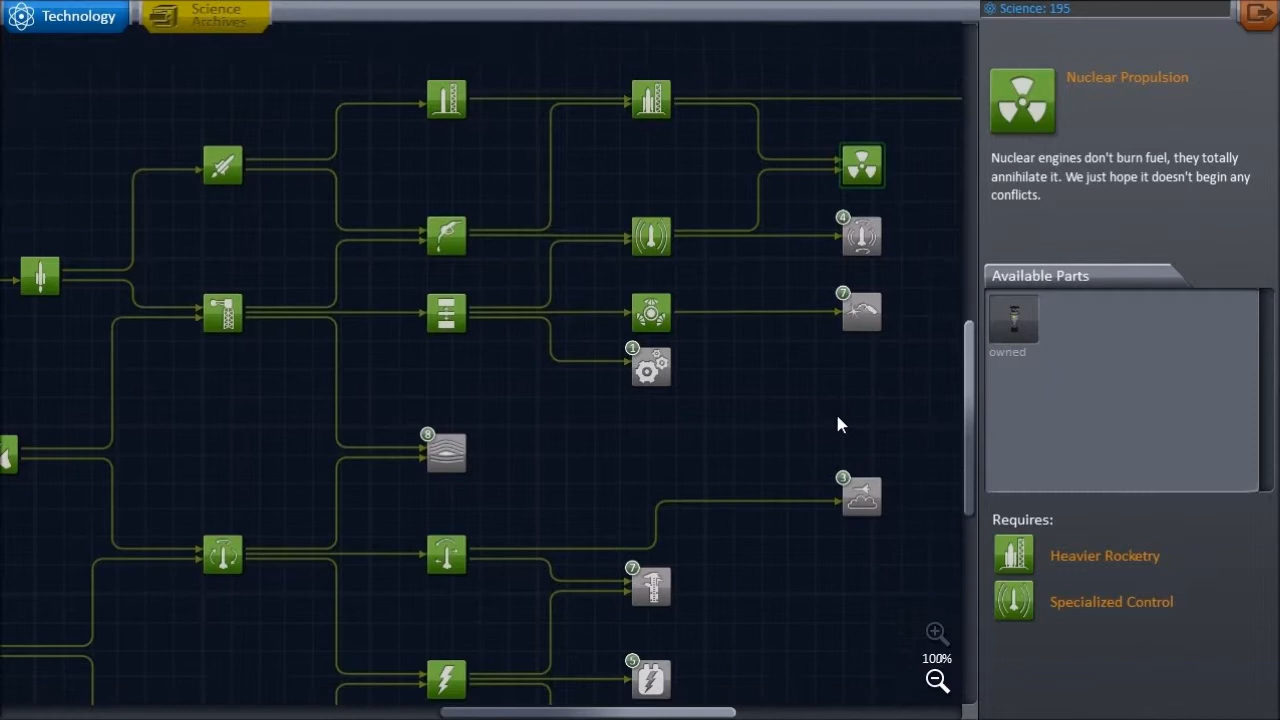 Technology
Science
Archives
Science: 195
Nuclear Propulsion
Nuclear engines don't burn fuel, they totally
annihilate it. We just hope it doesn't begin any
conflicts.
4
7
Available Parts
owned
1
8
3
Requires:
Heavier Rocketry
7
Specialized Control
100%
5